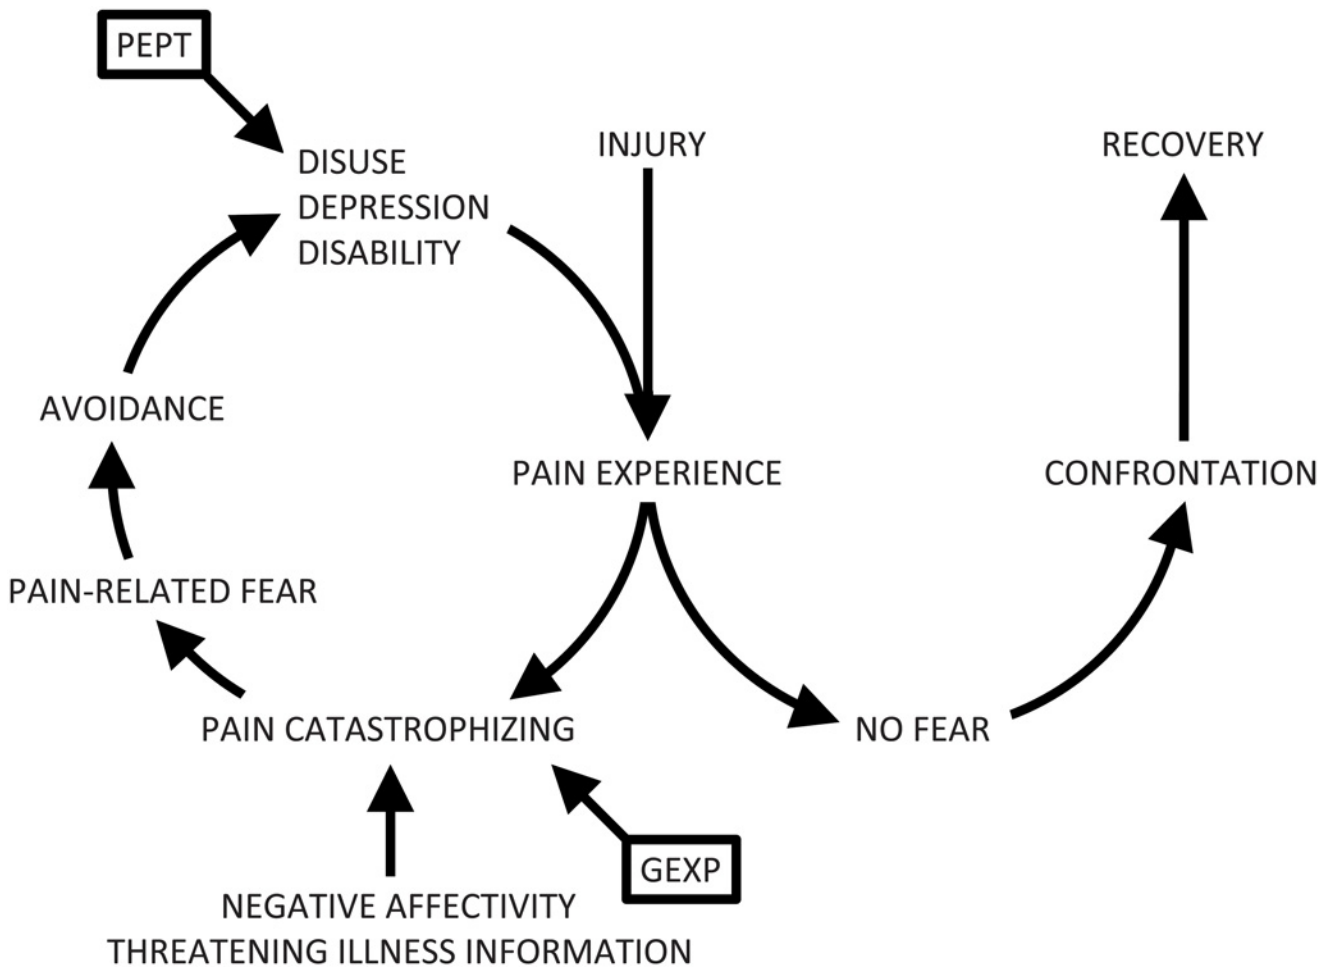 PEPT
INJURY
RECOVERY
DISUSE
DEPRESSION
DISABILITY
AVOIDANCE
PAIN EXPERIENCE
CONFRONTATION
PAIN-RELATED FEAR
PAIN CATASTROPHIZING
NO FEAR
GEXP
NEGATIVE AFFECTIVITY
THREATENING ILLNESS INFORMATION